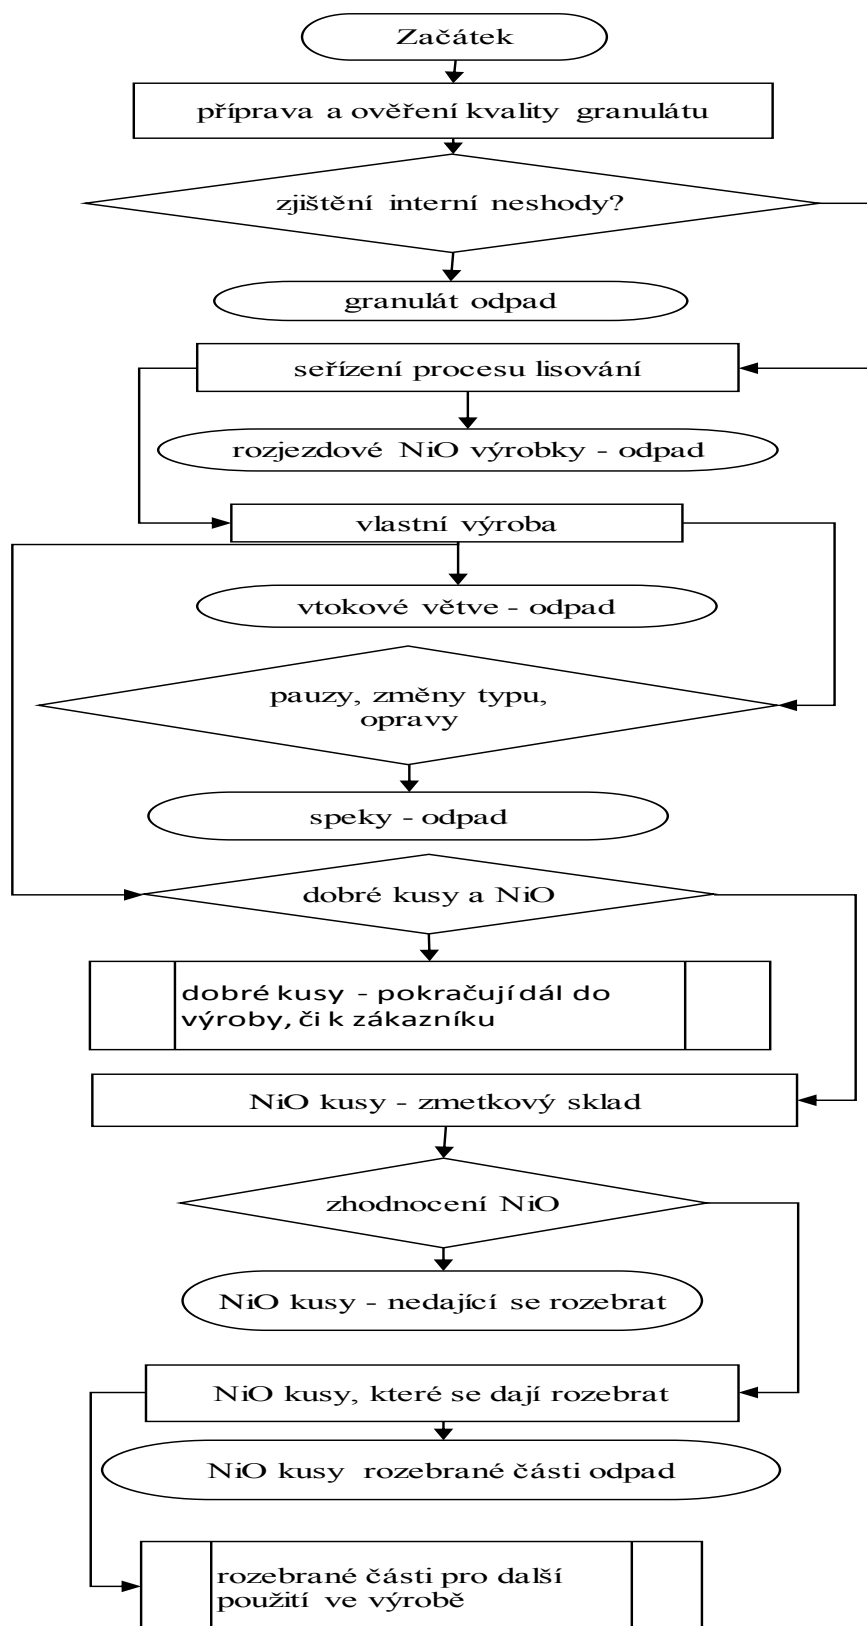 Začátek
příprava a ověření kvality granulátu
zjištění interní neshody?
granulát odpad
seřízení procesu lisování
rozjezdové NiO výrobky - odpad
vlastní výroba
vtokové větve - odpad
pauzy, změny typu,
opravy
speky - odpad
dobré kusy a NiO
dobré kusy - pokračují dál do
výroby, či k zákazníku
NiO kusy - zmetkový sklad
zhodnocení NiO
NiO kusy - nedající se rozebrat
NiO kusy, které se dají rozebrat
NiO kusy rozebrané části odpad
rozebrané části pro další
použití ve výrobě